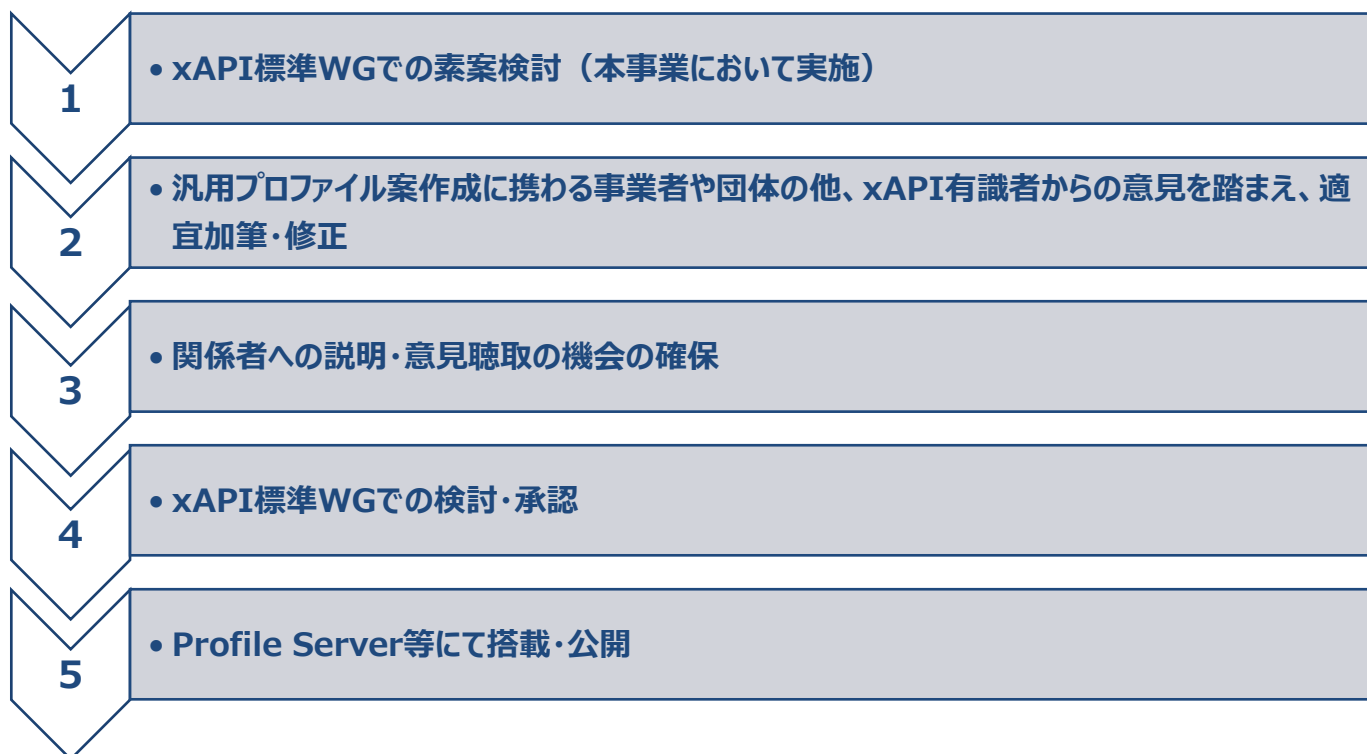 1
• xAPI標準WGでの素案検討（本事業において実施）
2
• 汎用プロファイル案作成に携わる事業者や団体の他、xAPI有識者からの意見を踏まえ、適
宜加筆・修正
3
• 関係者への説明・意見聴取の機会の確保
4
• xAPI標準WGでの検討・承認
5
• Profile Server等にて搭載・公開